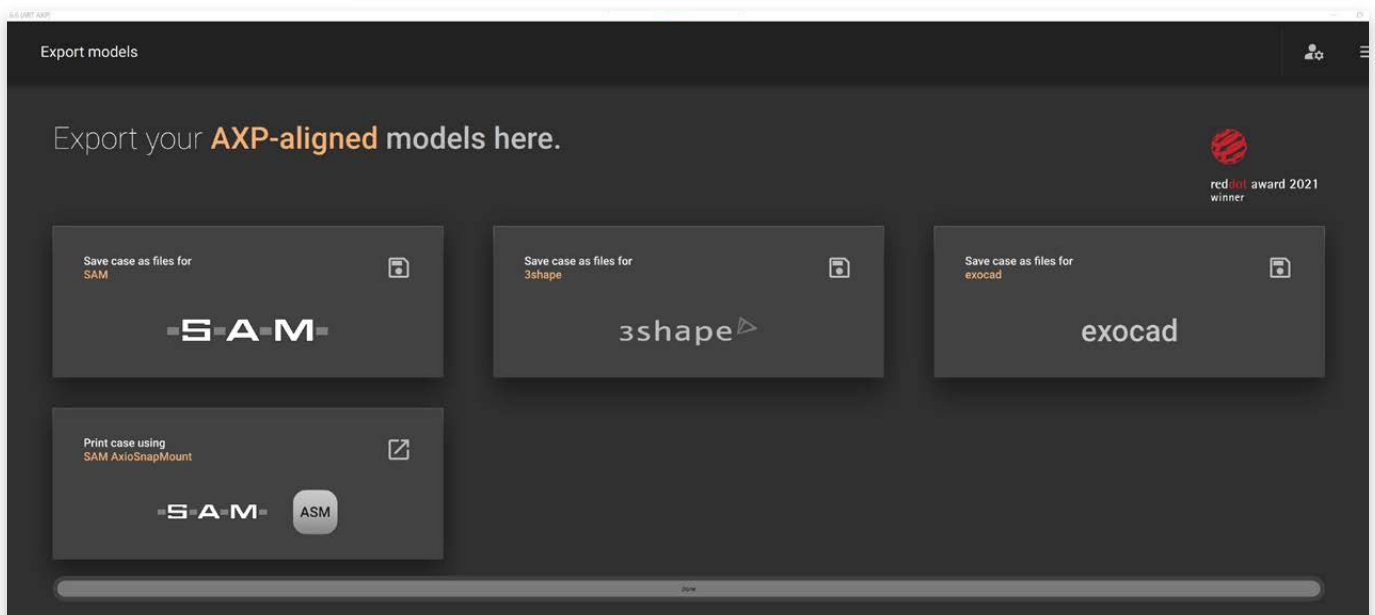 Export models
Export your AXP-aligned models here.
reddot award 2021
winner
Save case as files for
SAM
-S-A-M-
Save case as files for
3shape
3shape
Save case as files for
exocad
exocad
Print case using
SAM AxioSnapMount
-S-A-M-
ASM